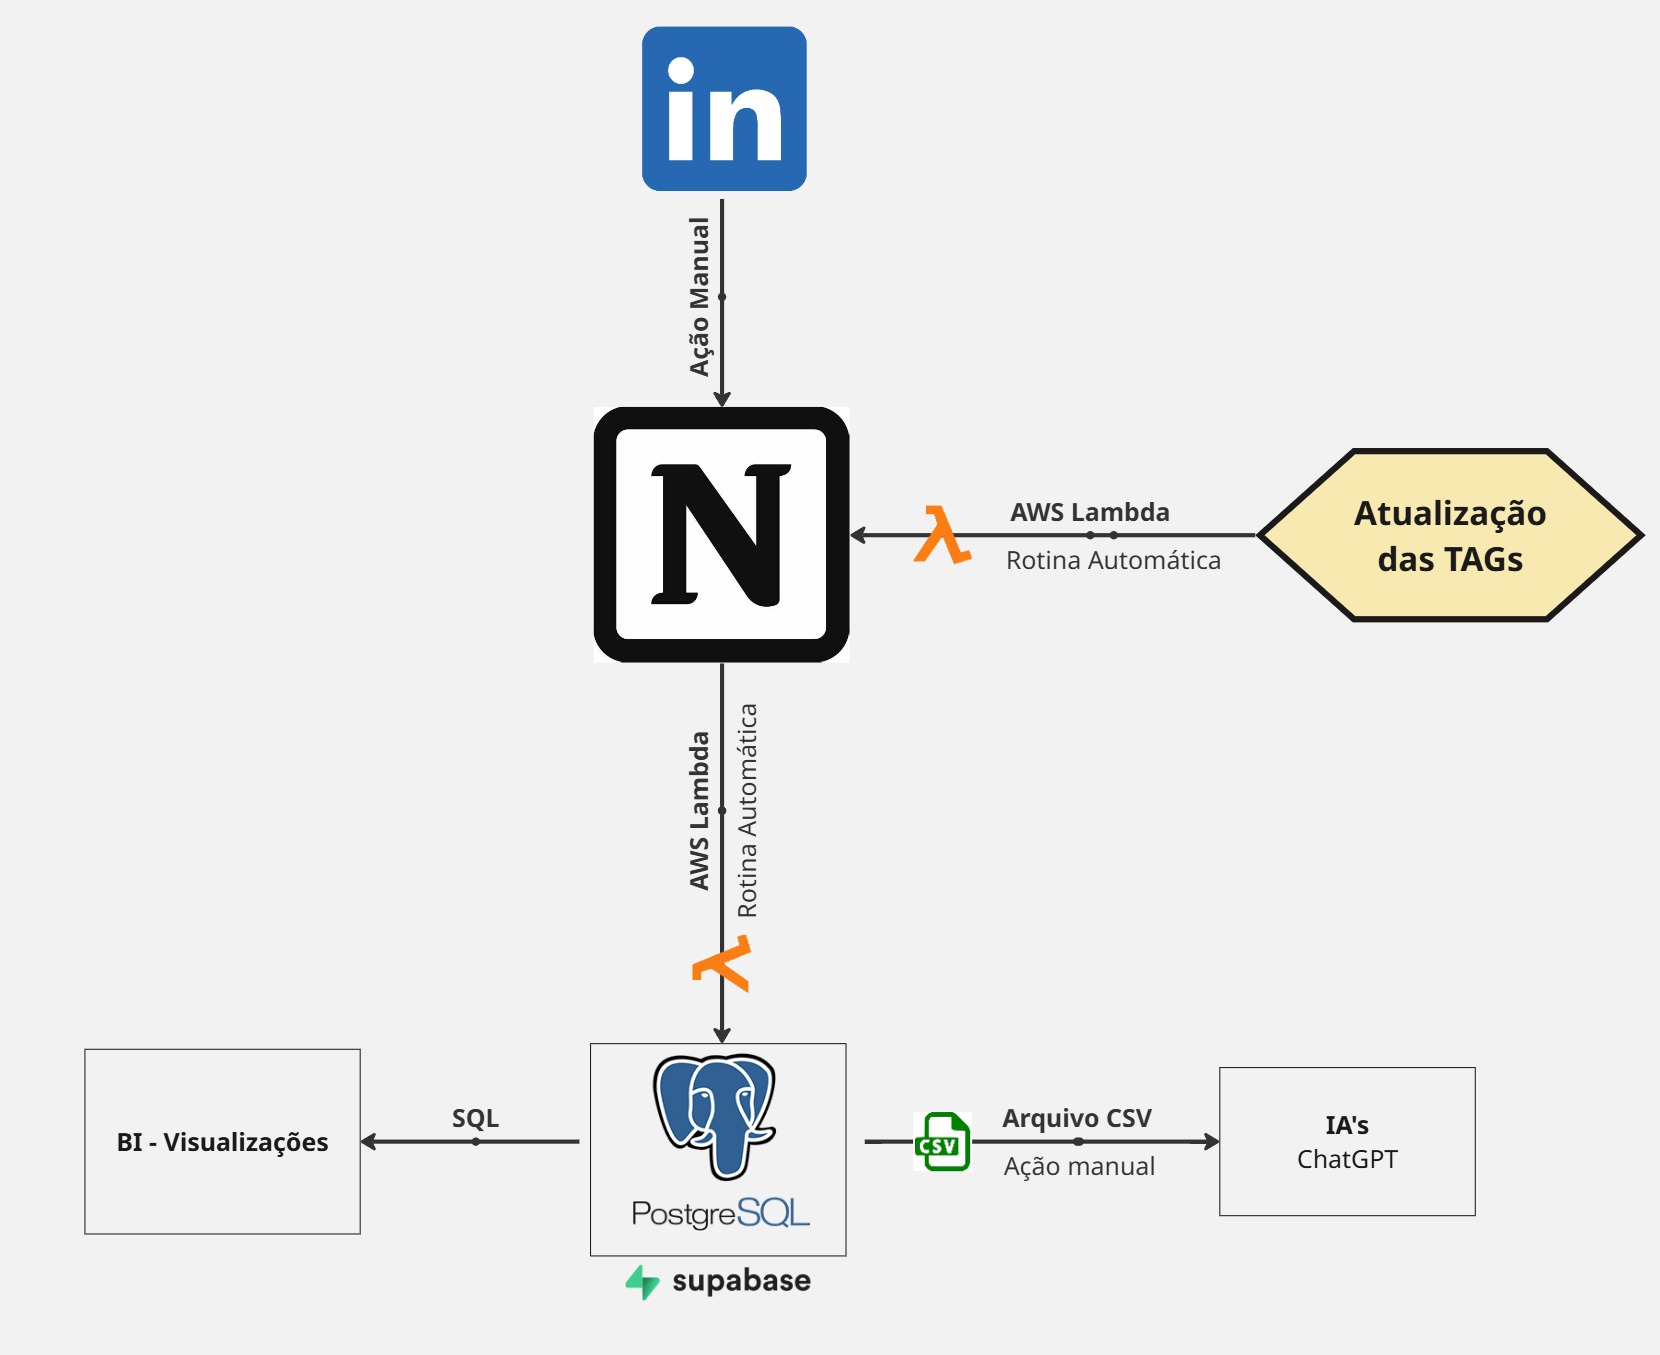 in
Ação Manual
N
AWS Lambda
Rotina Automática
Atualização
das TAGs
AWS Lambda
Rotina Automática
BI - Visualizações
SQL
PostgreSQL
supabase
CSV
Arquivo CSV
Ação manual
IA's
ChatGPT